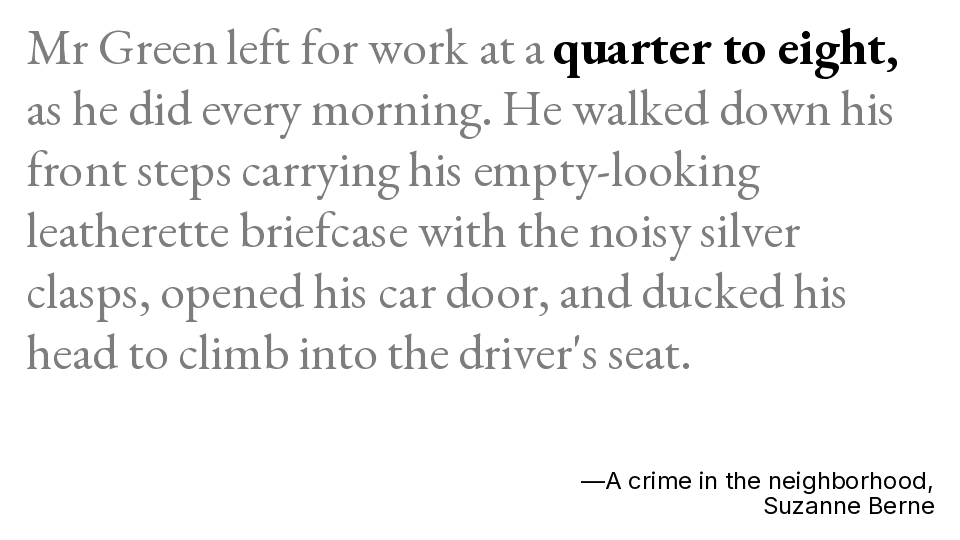 Mr Green left for work at a quarter to eight,
as he did every morning. He walked down his
front steps carrying his empty-looking
leatherette briefcase with the noisy silver
clasps, opened his car door, and ducked his
head to climb into the driver's seat.
—A crime in the neighborhood,
Suzanne Berne